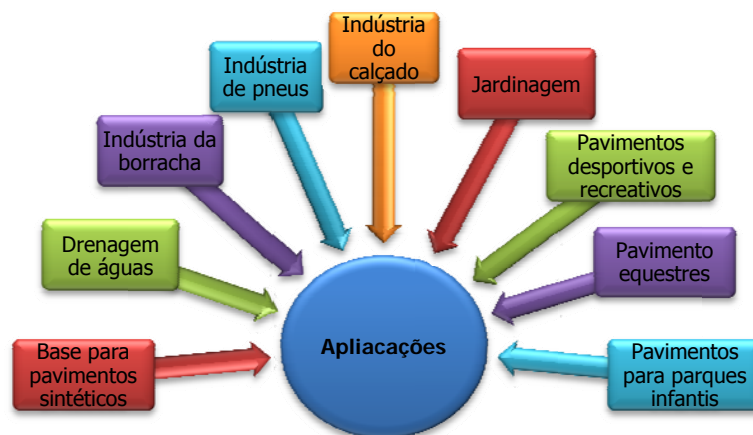 Base para
pavimentos
sintéticos
Drenagem
de águas
Indústria da
borracha
Indústria
de pneus
Indústria
do
calçado
Jardinagem
Pavimentos
desportivos e
recreativos
Pavimento
equestres
Pavimentos
para parques
infantis
Apliacações